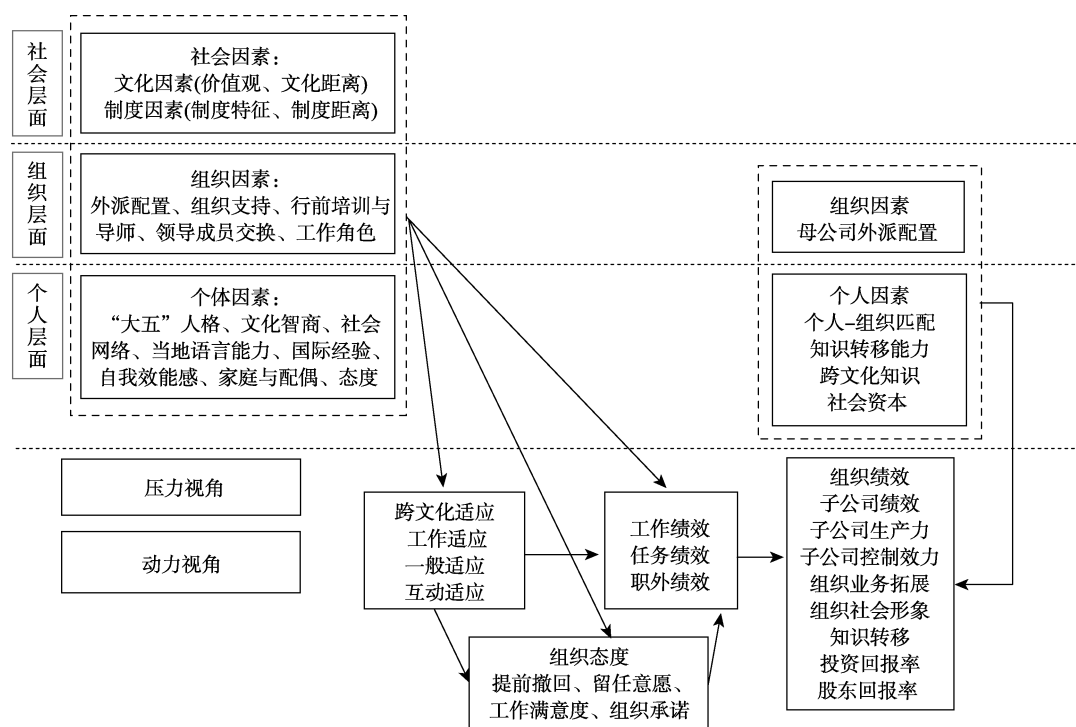 社会层面
社会因素：
文化因素(价值观、文化距离)
制度因素(制度特征、制度距离)
组织层面
组织因素：
外派配置、组织支持、行前培训与
导师、领导成员交换、工作角色
组织因素
母公司外派配置
个人层面
个体因素：
“大五”人格、文化智商、社会
网络、当地语言能力、国际经验、
自我效能感、家庭与配偶、态度
个人因素
个人–组织匹配
知识转移能力
跨文化知识
社会资本
压力视角
动力视角
跨文化适应
工作适应
一般适应
互动适应
工作绩效
任务绩效
职外绩效
组织态度
提前撤回、留任意愿、
工作满意度、组织承诺
组织绩效
子公司绩效
子公司生产力
子公司控制效力
组织业务拓展
组织社会形象
知识转移
投资回报率
股东回报率